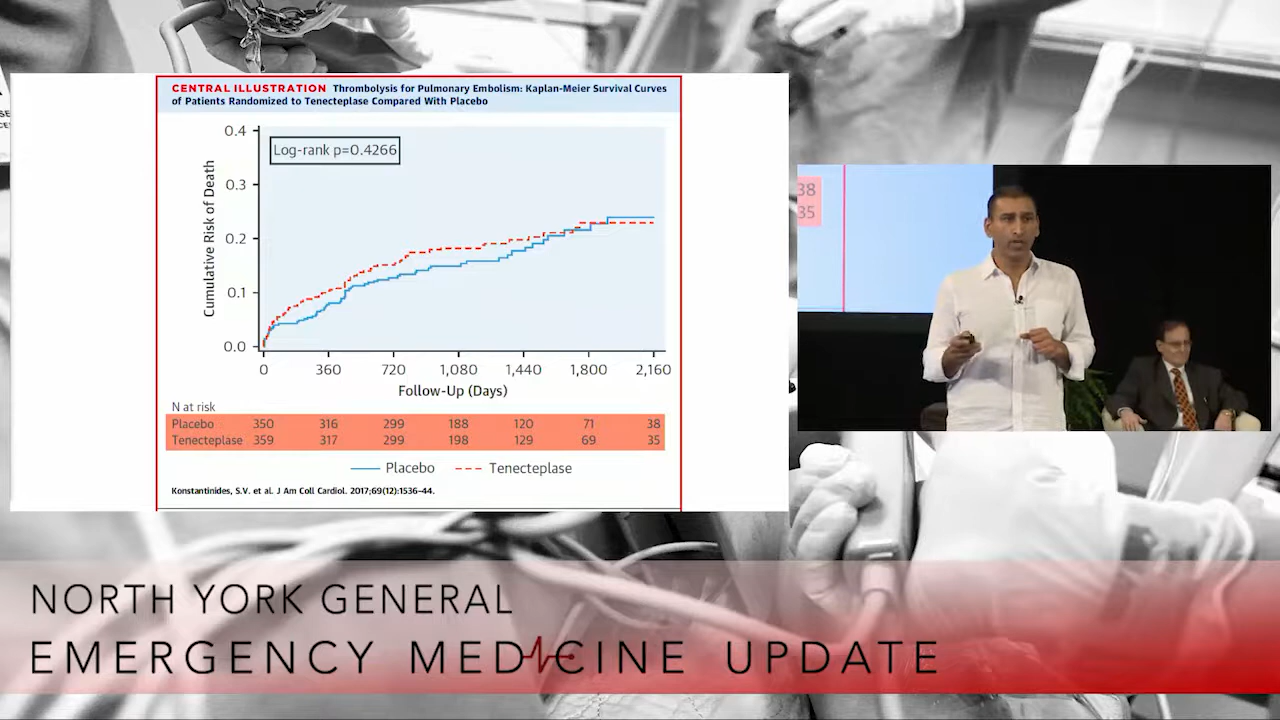 CENTRAL ILLUSTRATION Thrombolysis for Pulmonary Embolism: Kaplan-Meier Survival Curves
of Patients Randomized to Tenecteplase Compared With Placebo
0.4
Log-rank p=0.4266
0.3
0.2
0.1
0.0
Cumulative Risk of Death
0 360 720 1,080 1,440 1,800 2,160
Follow-Up (Days)
N at risk
Placebo 350 316 299 188 120 71 38
Tenecteplase 359 317 299 198 129 69 35
Placebo Tenecteplase
Konstantinides, S.V. et al. J Am Coll Cardiol. 2017;69(12):1536–44.
38
35
NORTH YORK GENERAL
EMERGENCY MEDICINE UPDATE